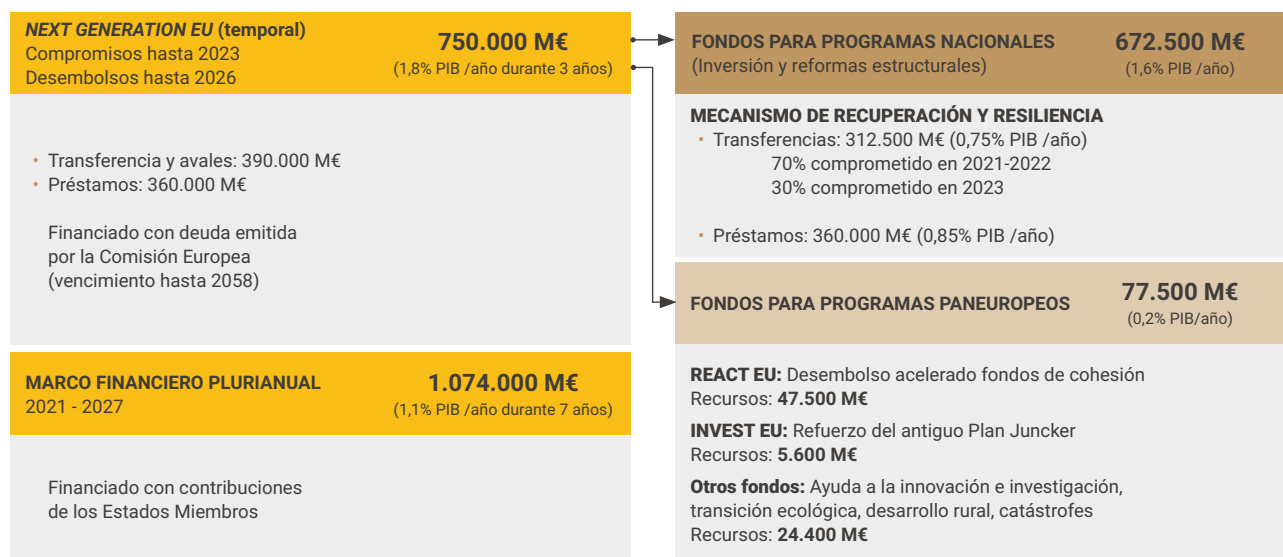 NEXT GENERATION EU (temporal)
Compromisos hasta 2023
Desembolsos hasta 2026
750.000 M€
(1,8% PIB /año durante 3 años)
• Transferencia y avales: 390.000 M€
• Préstamos: 360.000 M€
Financiado con deuda emitida
por la Comisión Europea
(vencimiento hasta 2058)
MARCO FINANCIERO PLURIANUAL
2021 - 2027
1.074.000 M€
(1,1% PIB /año durante 7 años)
Financiado con contribuciones
de los Estados Miembros
FONDOS PARA PROGRAMAS NACIONALES
(Inversión y reformas estructurales)
672.500 M€
(1,6% PIB /año)
MECANISMO DE RECUPERACIÓN Y RESILIENCIA
• Transferencias: 312.500 M€ (0,75% PIB /año)
70% comprometido en 2021-2022
30% comprometido en 2023
• Préstamos: 360.000 M€ (0,85% PIB /año)
FONDOS PARA PROGRAMAS PANEUROPEOS
77.500 M€
(0,2% PIB/año)
REACT EU: Desembolso acelerado fondos de cohesión
Recursos: 47.500 M€
INVEST EU: Refuerzo del antiguo Plan Juncker
Recursos: 5.600 M€
Otros fondos: Ayuda a la innovación e investigación,
transición ecológica, desarrollo rural, catástrofes
Recursos: 24.400 M€